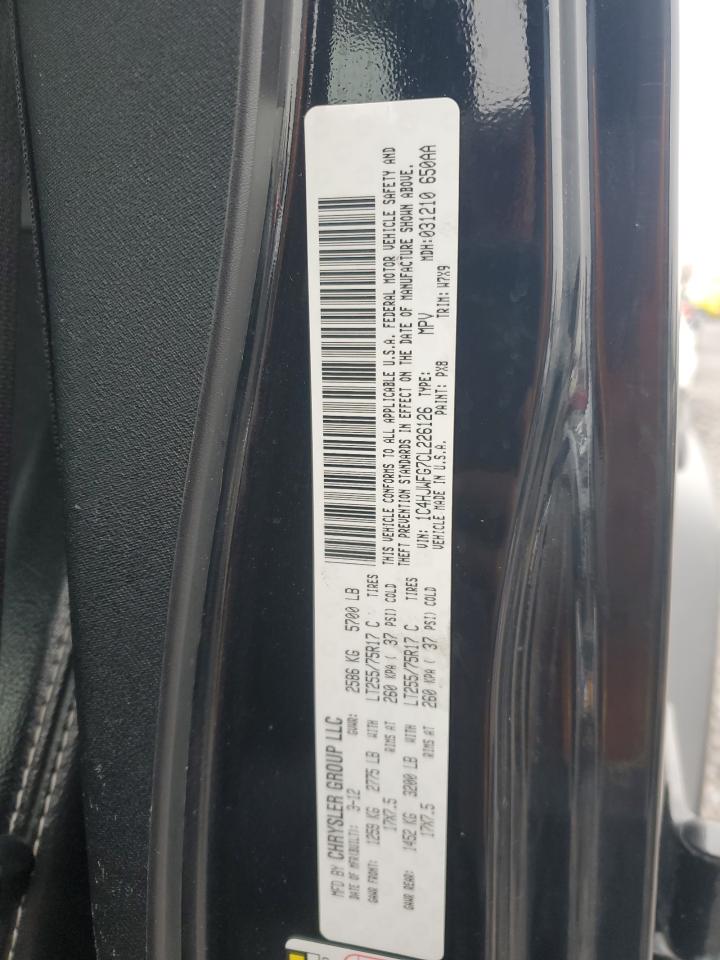 MFD BY CHRYSLER GROUP LLC
DATE OF MFR(BUILT): 3-12 GVWR: 2586 KG 5700 LB
GAWR FRONT: 1259 KG 2775 LB WITH LT255/75R17 C TIRES
17X7.5 RIMS AT 260 KPA ( 37 PSI) COLD
GAWR REAR: 1452 KG 3200 LB WITH LT255/75R17 C TIRES
17X7.5 RIMS AT 260 KPA ( 37 PSI) COLD
THIS VEHICLE CONFORMS TO ALL APPLICABLE U.S.A. FEDERAL MOTOR VEHICLE SAFETY AND
THEFT PREVENTION STANDARDS IN EFFECT ON THE DATE OF MANUFACTURE SHOWN ABOVE.
VIN: 1C4HJWFG7CL226126 TYPE: MPV MDH:031210 650AA
VEHICLE MADE IN U.S.A. PAINT: PX8 TRIM: W7X9